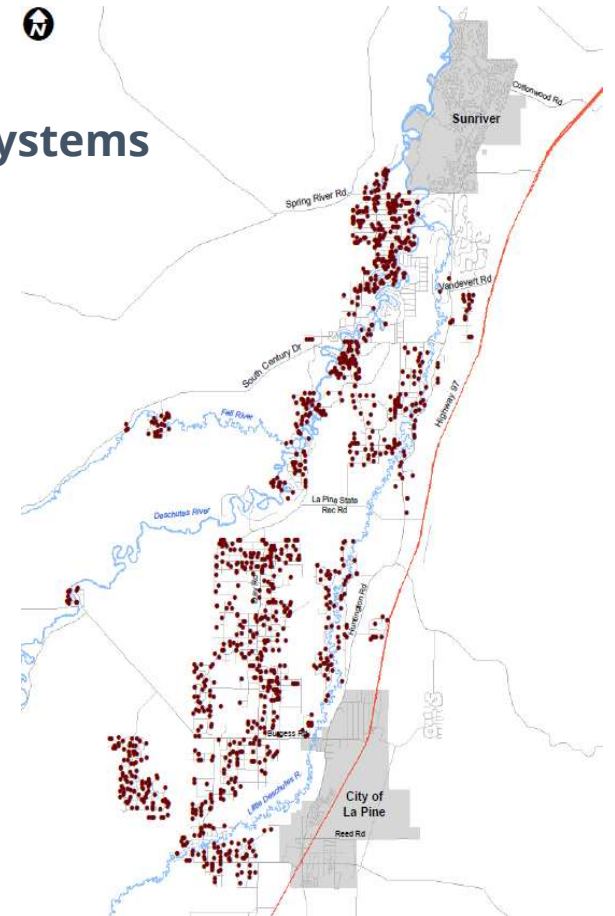 N
ystems
Cottonwood Rd
Sunriver
Spring River Rd
Vandevert Rd
South Century Dr
Highway 97
Fall River
La Pine State
Rec Rd
Deschutes River
Huntington Rd
Burgess Rd
Little Deschutes R.
City of
La Pine
Reed Rd